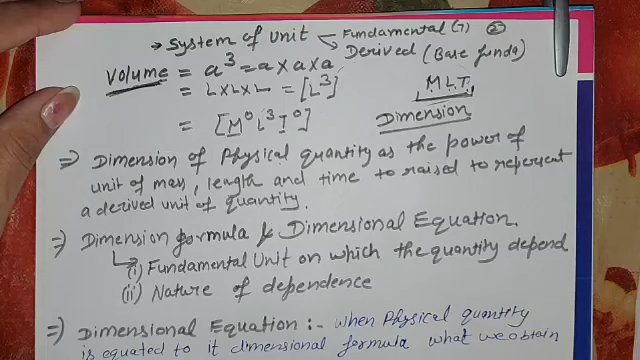 → System of Unit
Fundamental (7) ②
Derived (Base funda)
Volume = a³ = a x a x a
= L x L x L = [L³]
M L T
Dimension
= [M⁰ L³ T⁰]
⇒ Dimension of Physical quantity as the power of
unit of mass, length and time to raised to reperent
a derived unit of quantity.
⇒ Dimension formula & Dimensional Equation.
(i) Fundamental Unit on which the quantity depend
(ii) Nature of dependence
⇒ Dimensional Equation :- When Physical quantity
is equated to it dimensional formula what we obtain